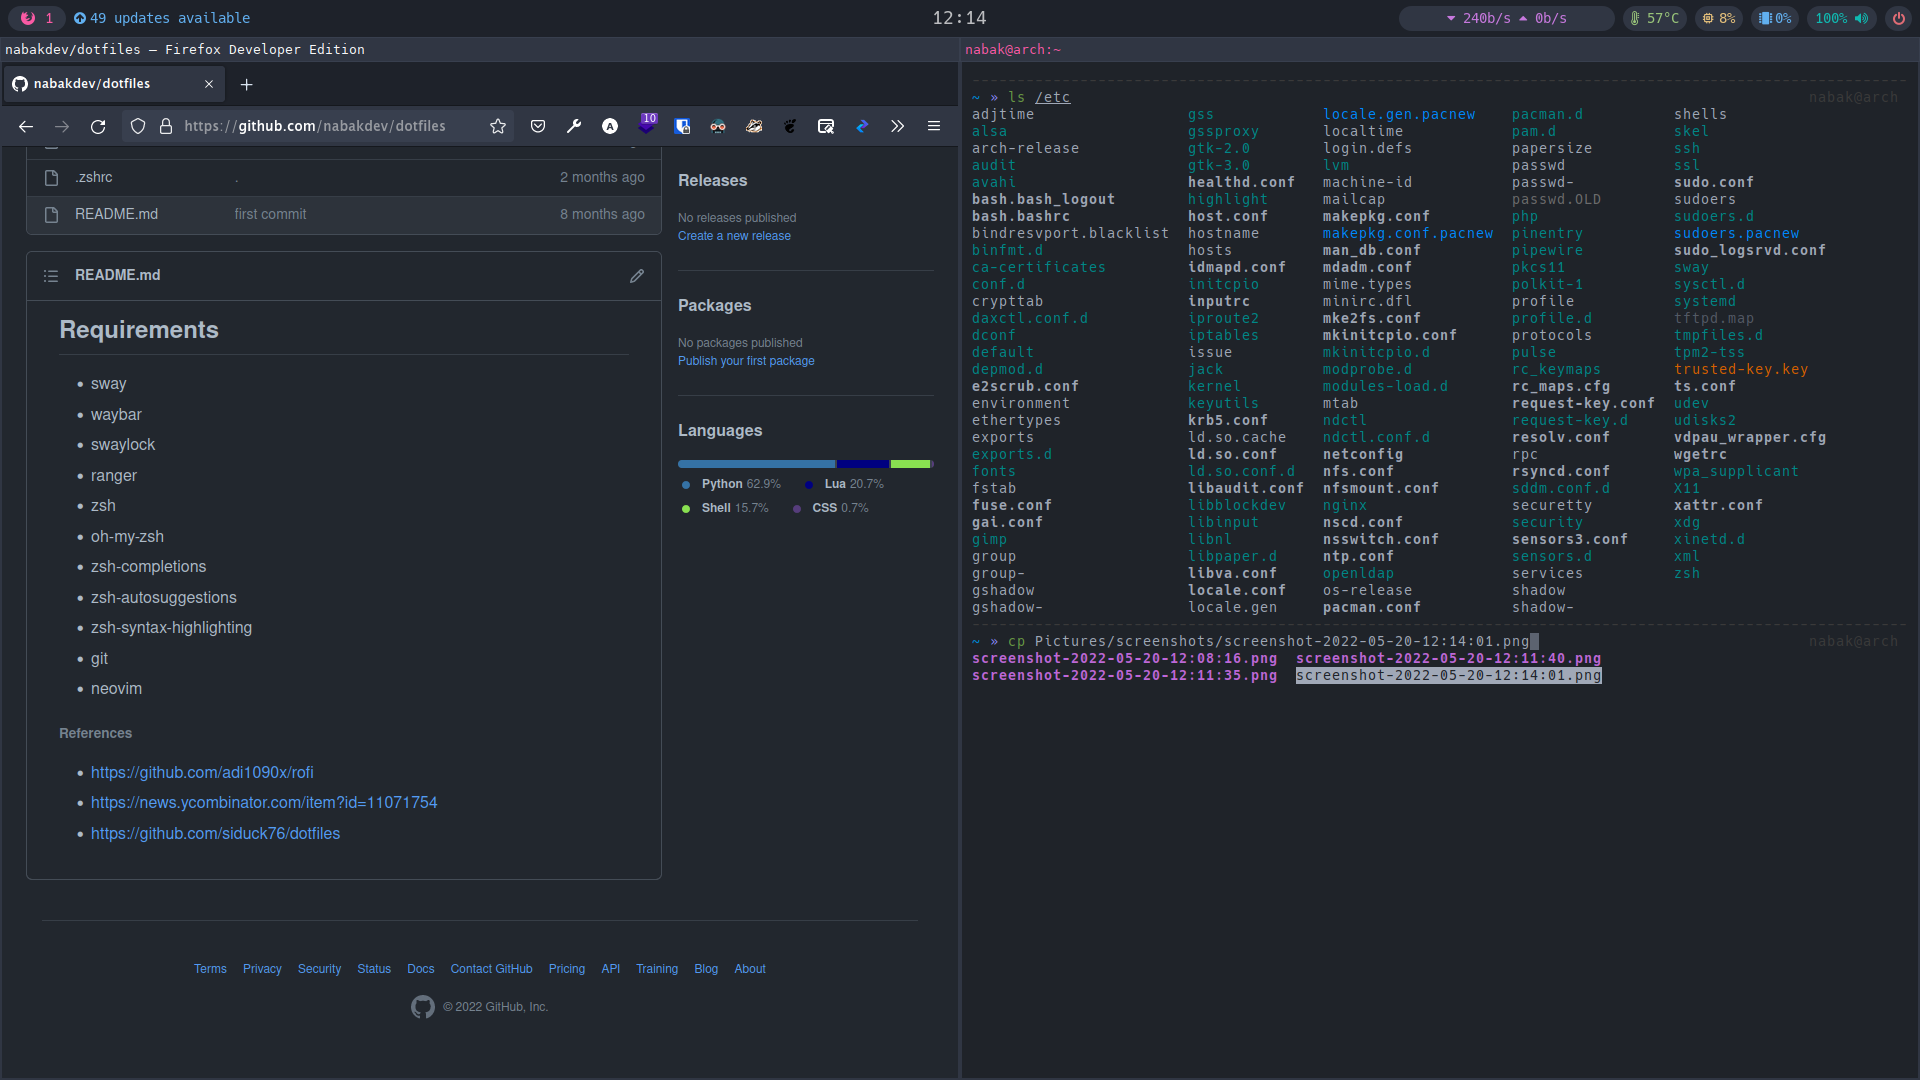 1 49 updates available 12:14 240b/s 0b/s 57°C 8% 0% 100%
nabakdev/dotfiles — Firefox Developer Edition
nabakdev/dotfiles
https://github.com/nabakdev/dotfiles 10
.zshrc . 2 months ago
README.md first commit 8 months ago
README.md
Requirements
sway
waybar
swaylock
ranger
zsh
oh-my-zsh
zsh-completions
zsh-autosuggestions
zsh-syntax-highlighting
git
neovim
References
https://github.com/adi1090x/rofi
https://news.ycombinator.com/item?id=11071754
https://github.com/siduck76/dotfiles
Releases
No releases published
Create a new release
Packages
No packages published
Publish your first package
Languages
Python 62.9% Lua 20.7%
Shell 15.7% CSS 0.7%
Terms Privacy Security Status Docs Contact GitHub Pricing API Training Blog About
© 2022 GitHub, Inc.
nabak@arch:~
~ » ls /etc nabak@arch
adjtime gss locale.gen.pacnew pacman.d shells
alsa gssproxy localtime pam.d skel
arch-release gtk-2.0 login.defs papersize ssh
audit gtk-3.0 lvm passwd ssl
avahi healthd.conf machine-id passwd- sudo.conf
bash.bash_logout highlight mailcap passwd.OLD sudoers
bash.bashrc host.conf makepkg.conf php sudoers.d
bindresvport.blacklist hostname makepkg.conf.pacnew pinentry sudoers.pacnew
binfmt.d hosts man_db.conf pipewire sudo_logsrvd.conf
ca-certificates idmapd.conf mdadm.conf pkcs11 sway
conf.d initcpio mime.types polkit-1 sysctl.d
crypttab inputrc minirc.dfl profile systemd
daxctl.conf.d iproute2 mke2fs.conf profile.d tftpd.map
dconf iptables mkinitcpio.conf protocols tmpfiles.d
default issue mkinitcpio.d pulse tpm2-tss
depmod.d jack modprobe.d rc_keymaps trusted-key.key
e2scrub.conf kernel modules-load.d rc_maps.cfg ts.conf
environment keyutils mtab request-key.conf udev
ethertypes krb5.conf ndctl request-key.d udisks2
exports ld.so.cache ndctl.conf.d resolv.conf vdpau_wrapper.cfg
exports.d ld.so.conf netconfig rpc wgetrc
fonts ld.so.conf.d nfs.conf rsyncd.conf wpa_supplicant
fstab libaudit.conf nfsmount.conf sddm.conf.d X11
fuse.conf libblockdev nginx securetty xattr.conf
gai.conf libinput nscd.conf security xdg
gimp libnl nsswitch.conf sensors3.conf xinetd.d
group libpaper.d ntp.conf sensors.d xml
group- libva.conf openldap services zsh
gshadow locale.conf os-release shadow
gshadow- locale.gen pacman.conf shadow-
~ » cp Pictures/screenshots/screenshot-2022-05-20-12:14:01.png nabak@arch
screenshot-2022-05-20-12:08:16.png screenshot-2022-05-20-12:11:40.png
screenshot-2022-05-20-12:11:35.png screenshot-2022-05-20-12:14:01.png